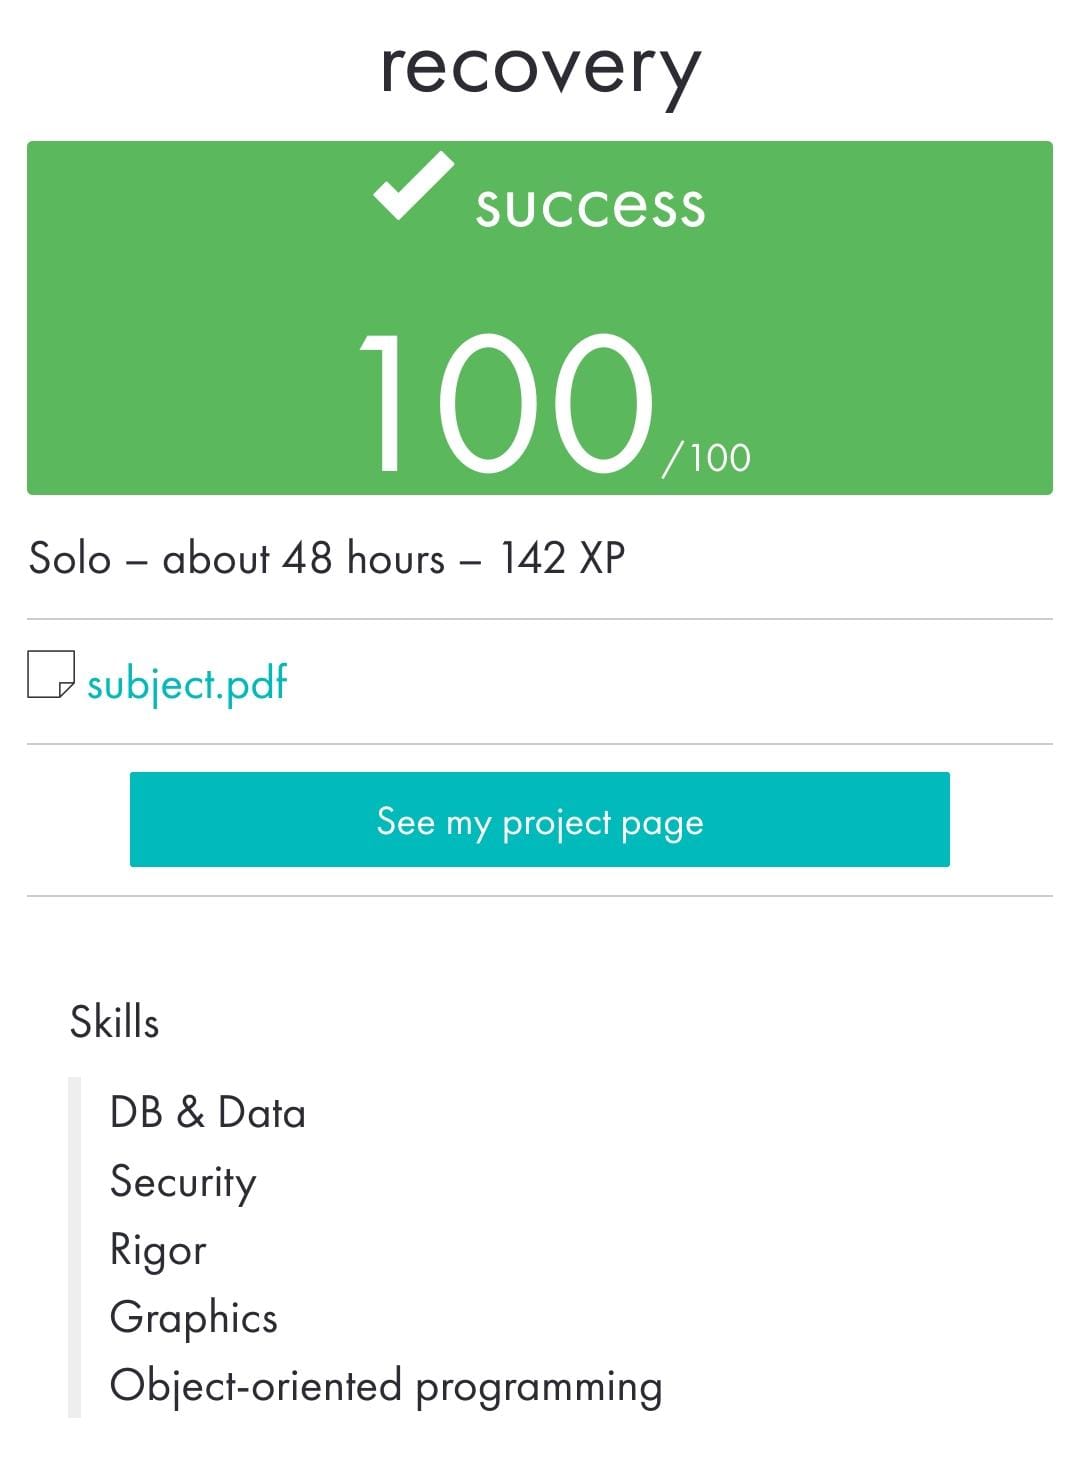 recovery
success
100/100
Solo – about 48 hours – 142 XP
subject.pdf
See my project page
Skills
DB & Data
Security
Rigor
Graphics
Object-oriented programming